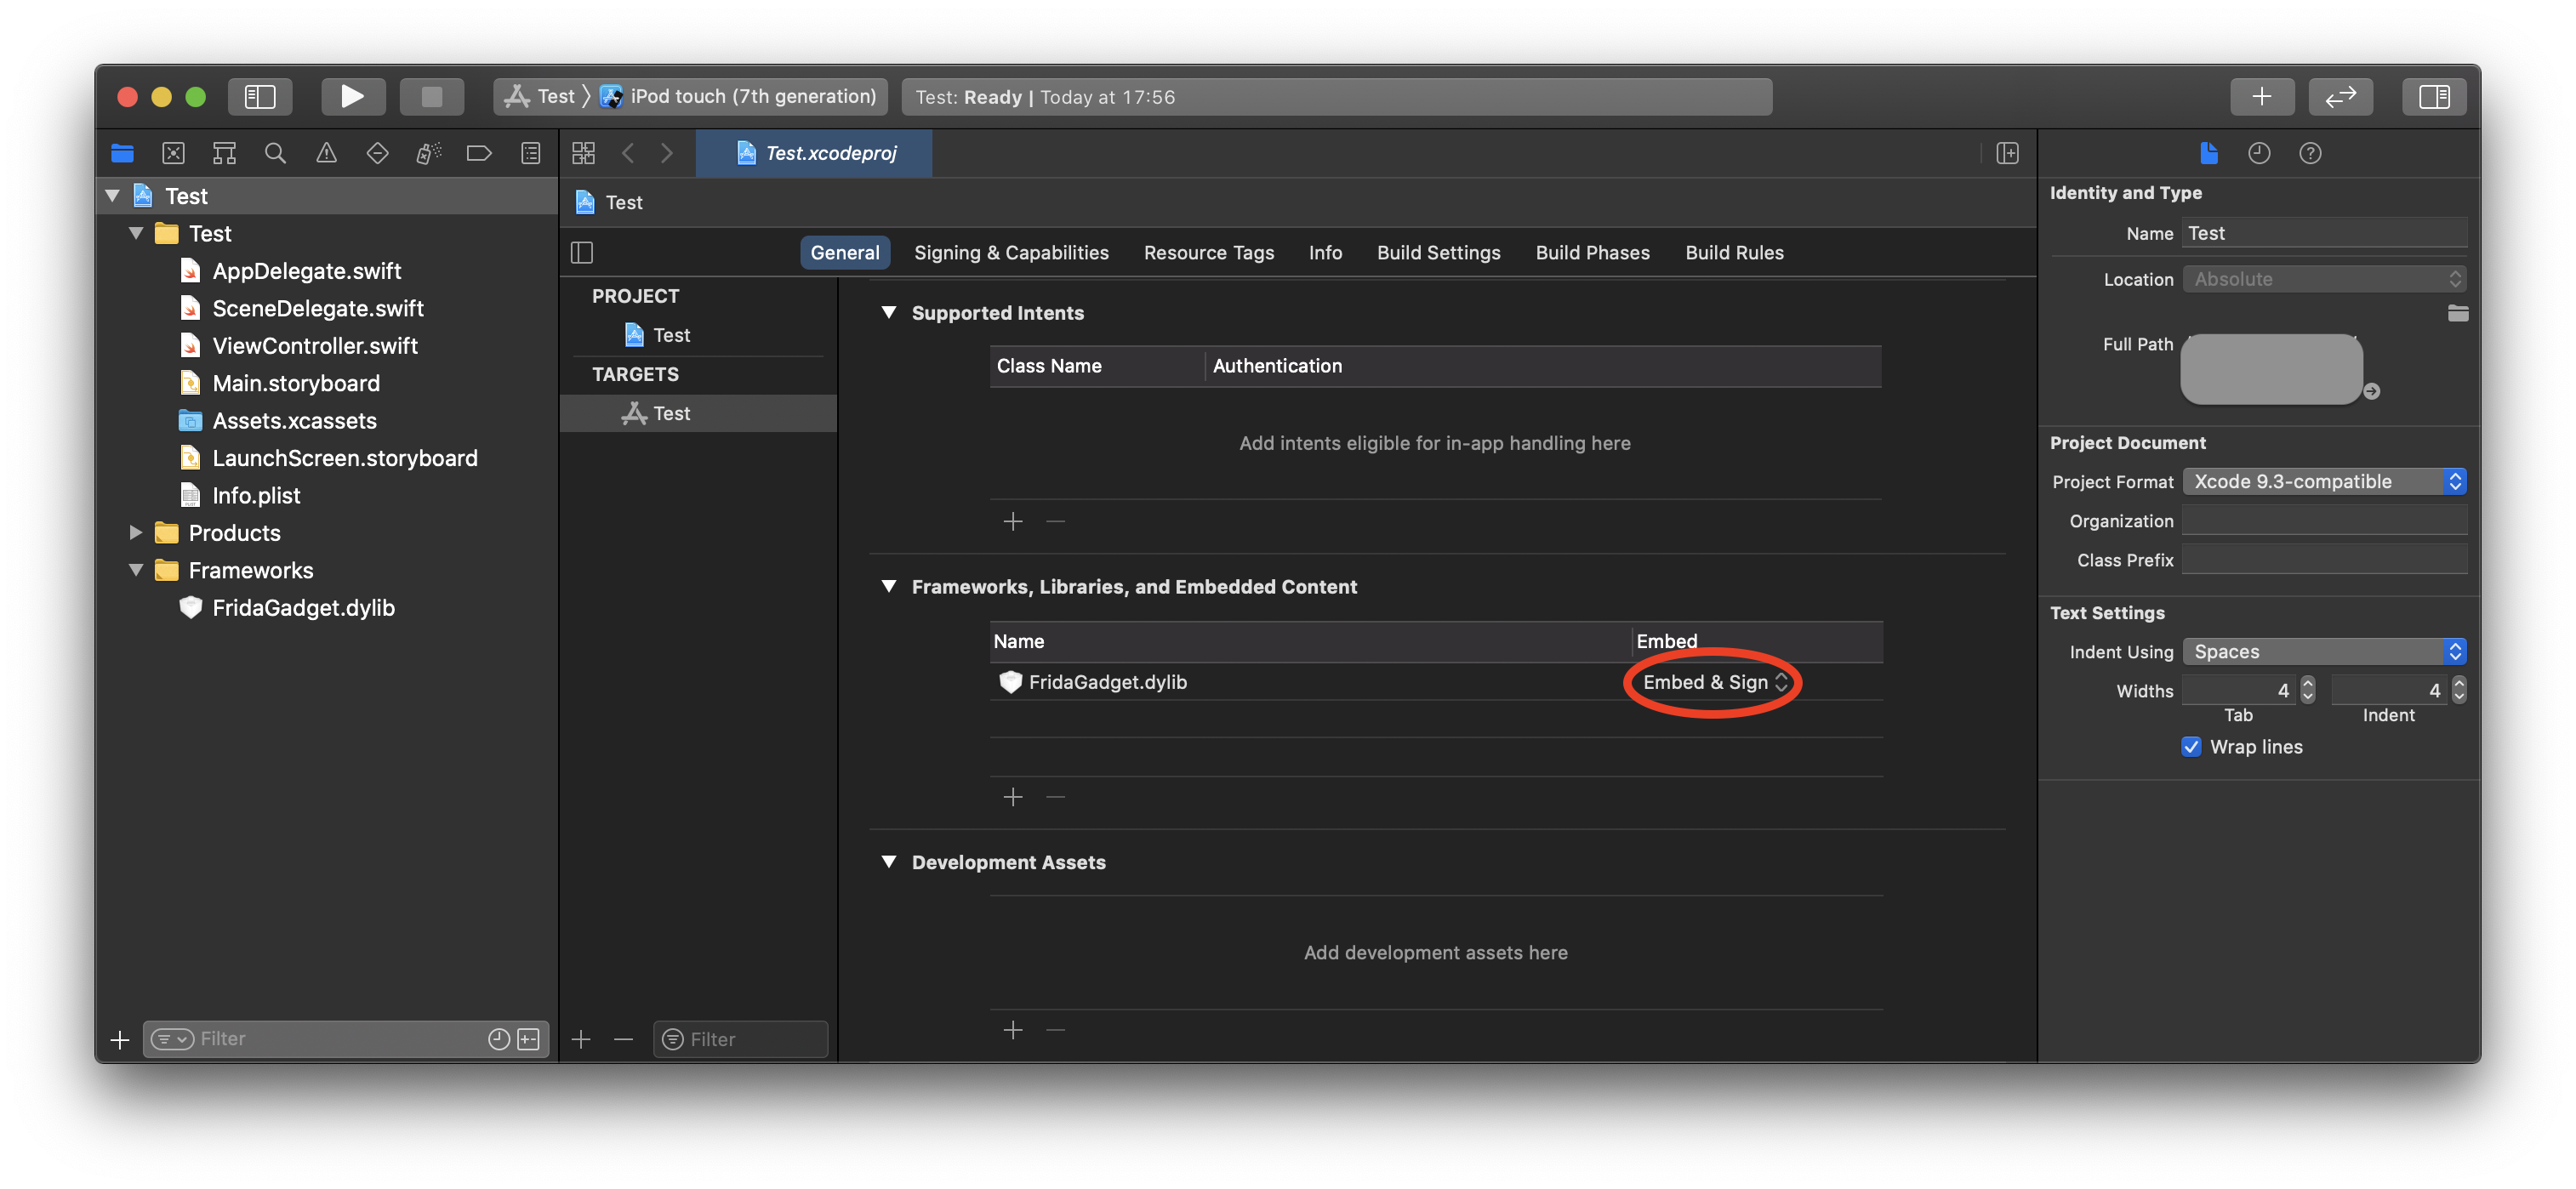 Test 〉 iPod touch (7th generation)
Test: Ready | Today at 17:56
Test
Test
AppDelegate.swift
SceneDelegate.swift
ViewController.swift
Main.storyboard
Assets.xcassets
LaunchScreen.storyboard
Info.plist
Products
Frameworks
FridaGadget.dylib
Filter
Test.xcodeproj
Test
General Signing & Capabilities Resource Tags Info Build Settings Build Phases Build Rules
PROJECT
Test
TARGETS
Test
Filter
Supported Intents
Class Name Authentication
Add intents eligible for in-app handling here
Frameworks, Libraries, and Embedded Content
Name Embed
FridaGadget.dylib Embed & Sign
Development Assets
Add development assets here
Identity and Type
Name Test
Location Absolute
Full Path
Project Document
Project Format Xcode 9.3-compatible
Organization
Class Prefix
Text Settings
Indent Using Spaces
Widths 4 4
Tab Indent
Wrap lines